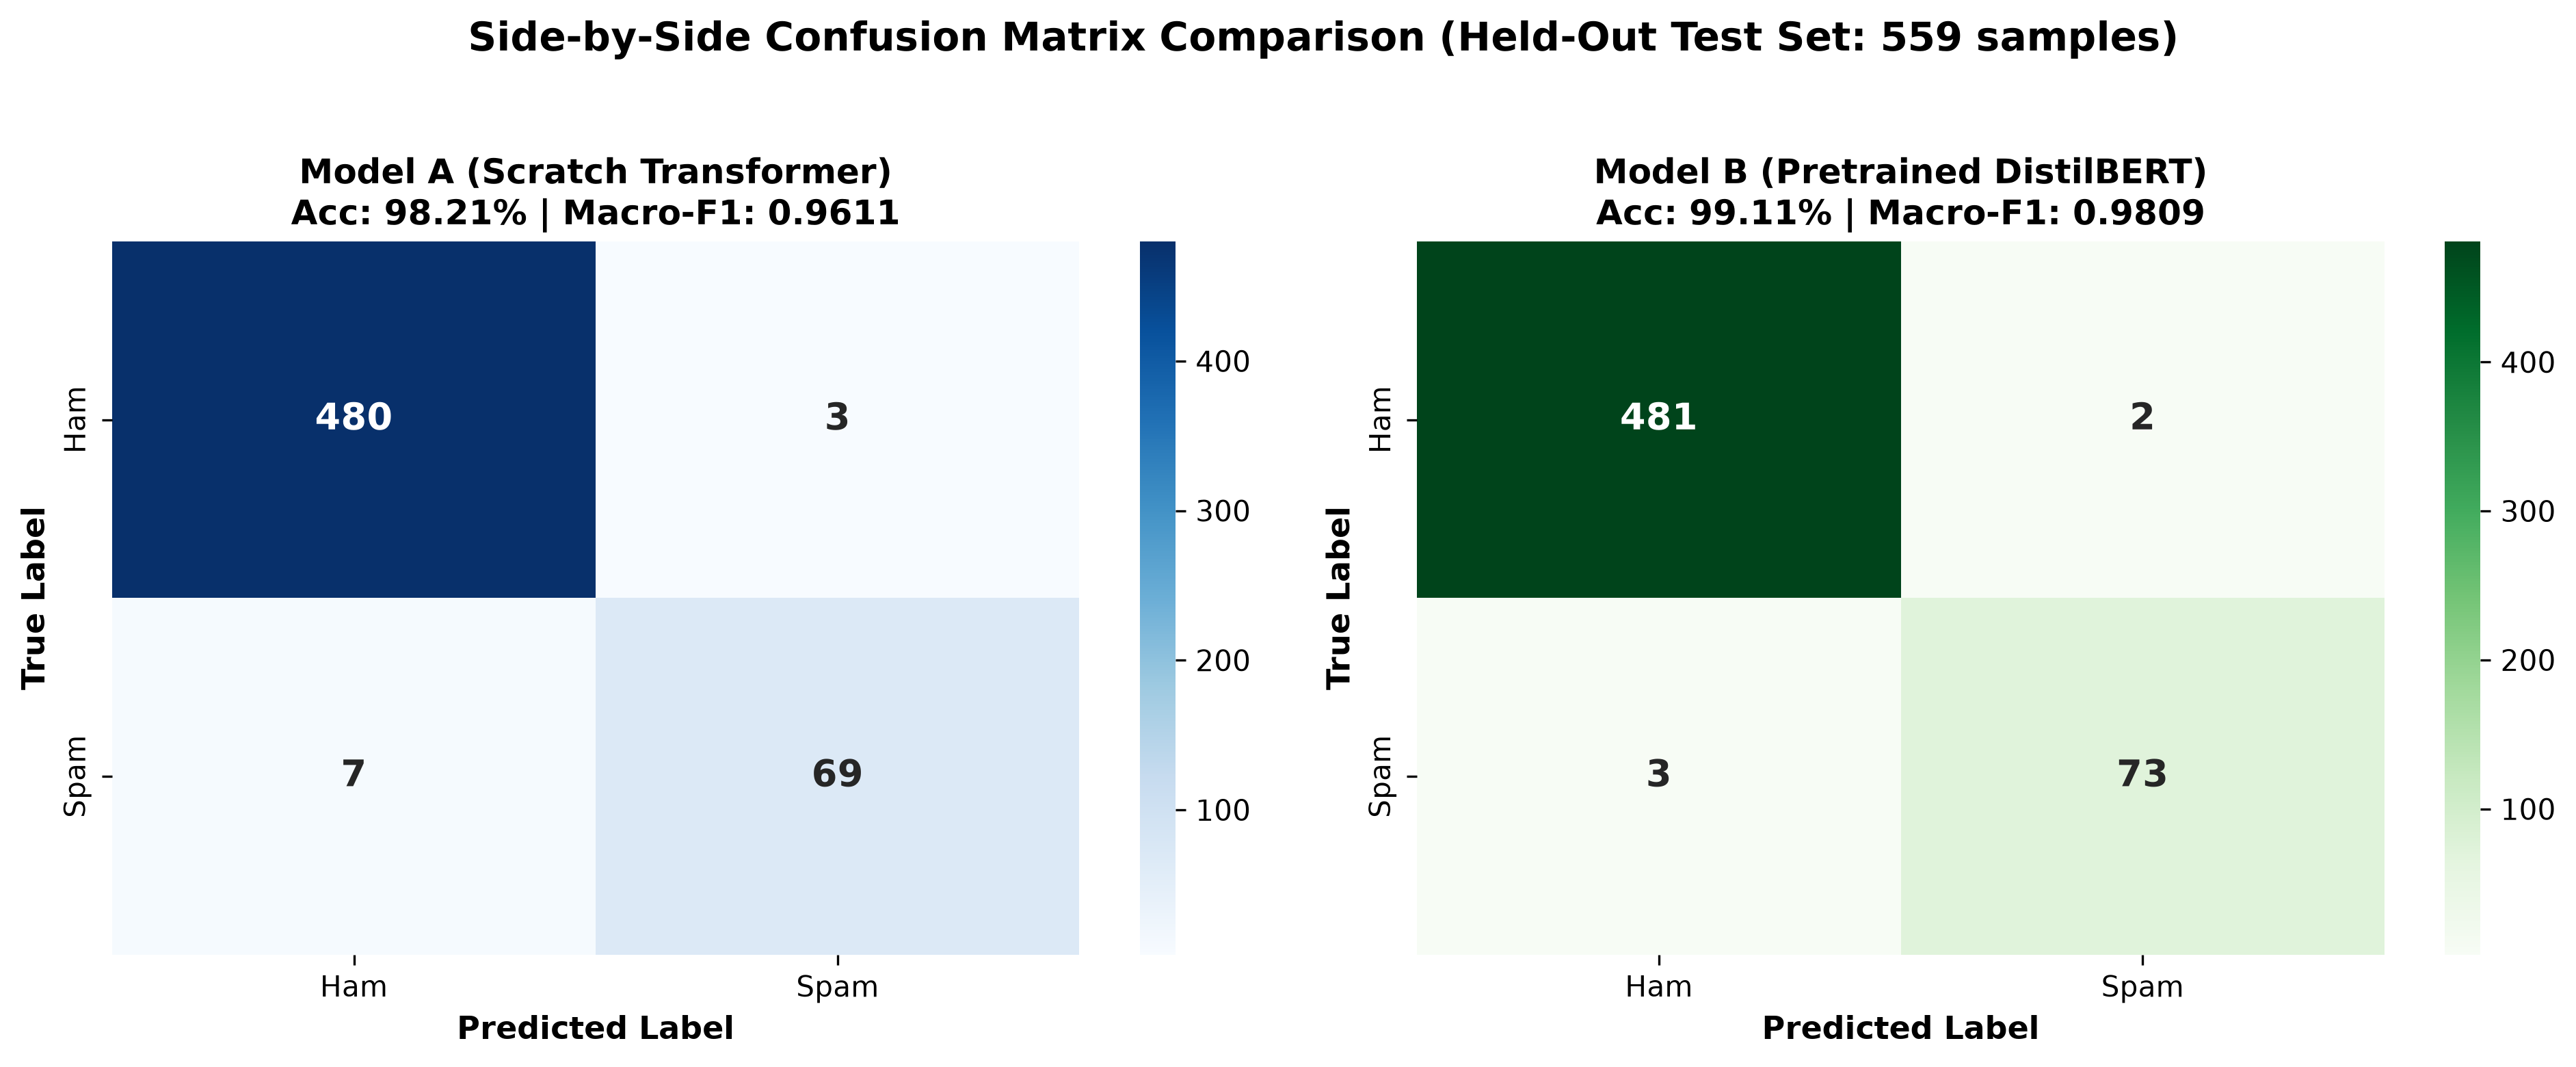 Side-by-Side Confusion Matrix Comparison (Held-Out Test Set: 559 samples)
Model A (Scratch Transformer)
Acc: 98.21% | Macro-F1: 0.9611
True Label
Ham
Spam
480
3
7
69
Ham
Spam
Predicted Label
400
300
200
100
Model B (Pretrained DistilBERT)
Acc: 99.11% | Macro-F1: 0.9809
True Label
Ham
Spam
481
2
3
73
Ham
Spam
Predicted Label
400
300
200
100